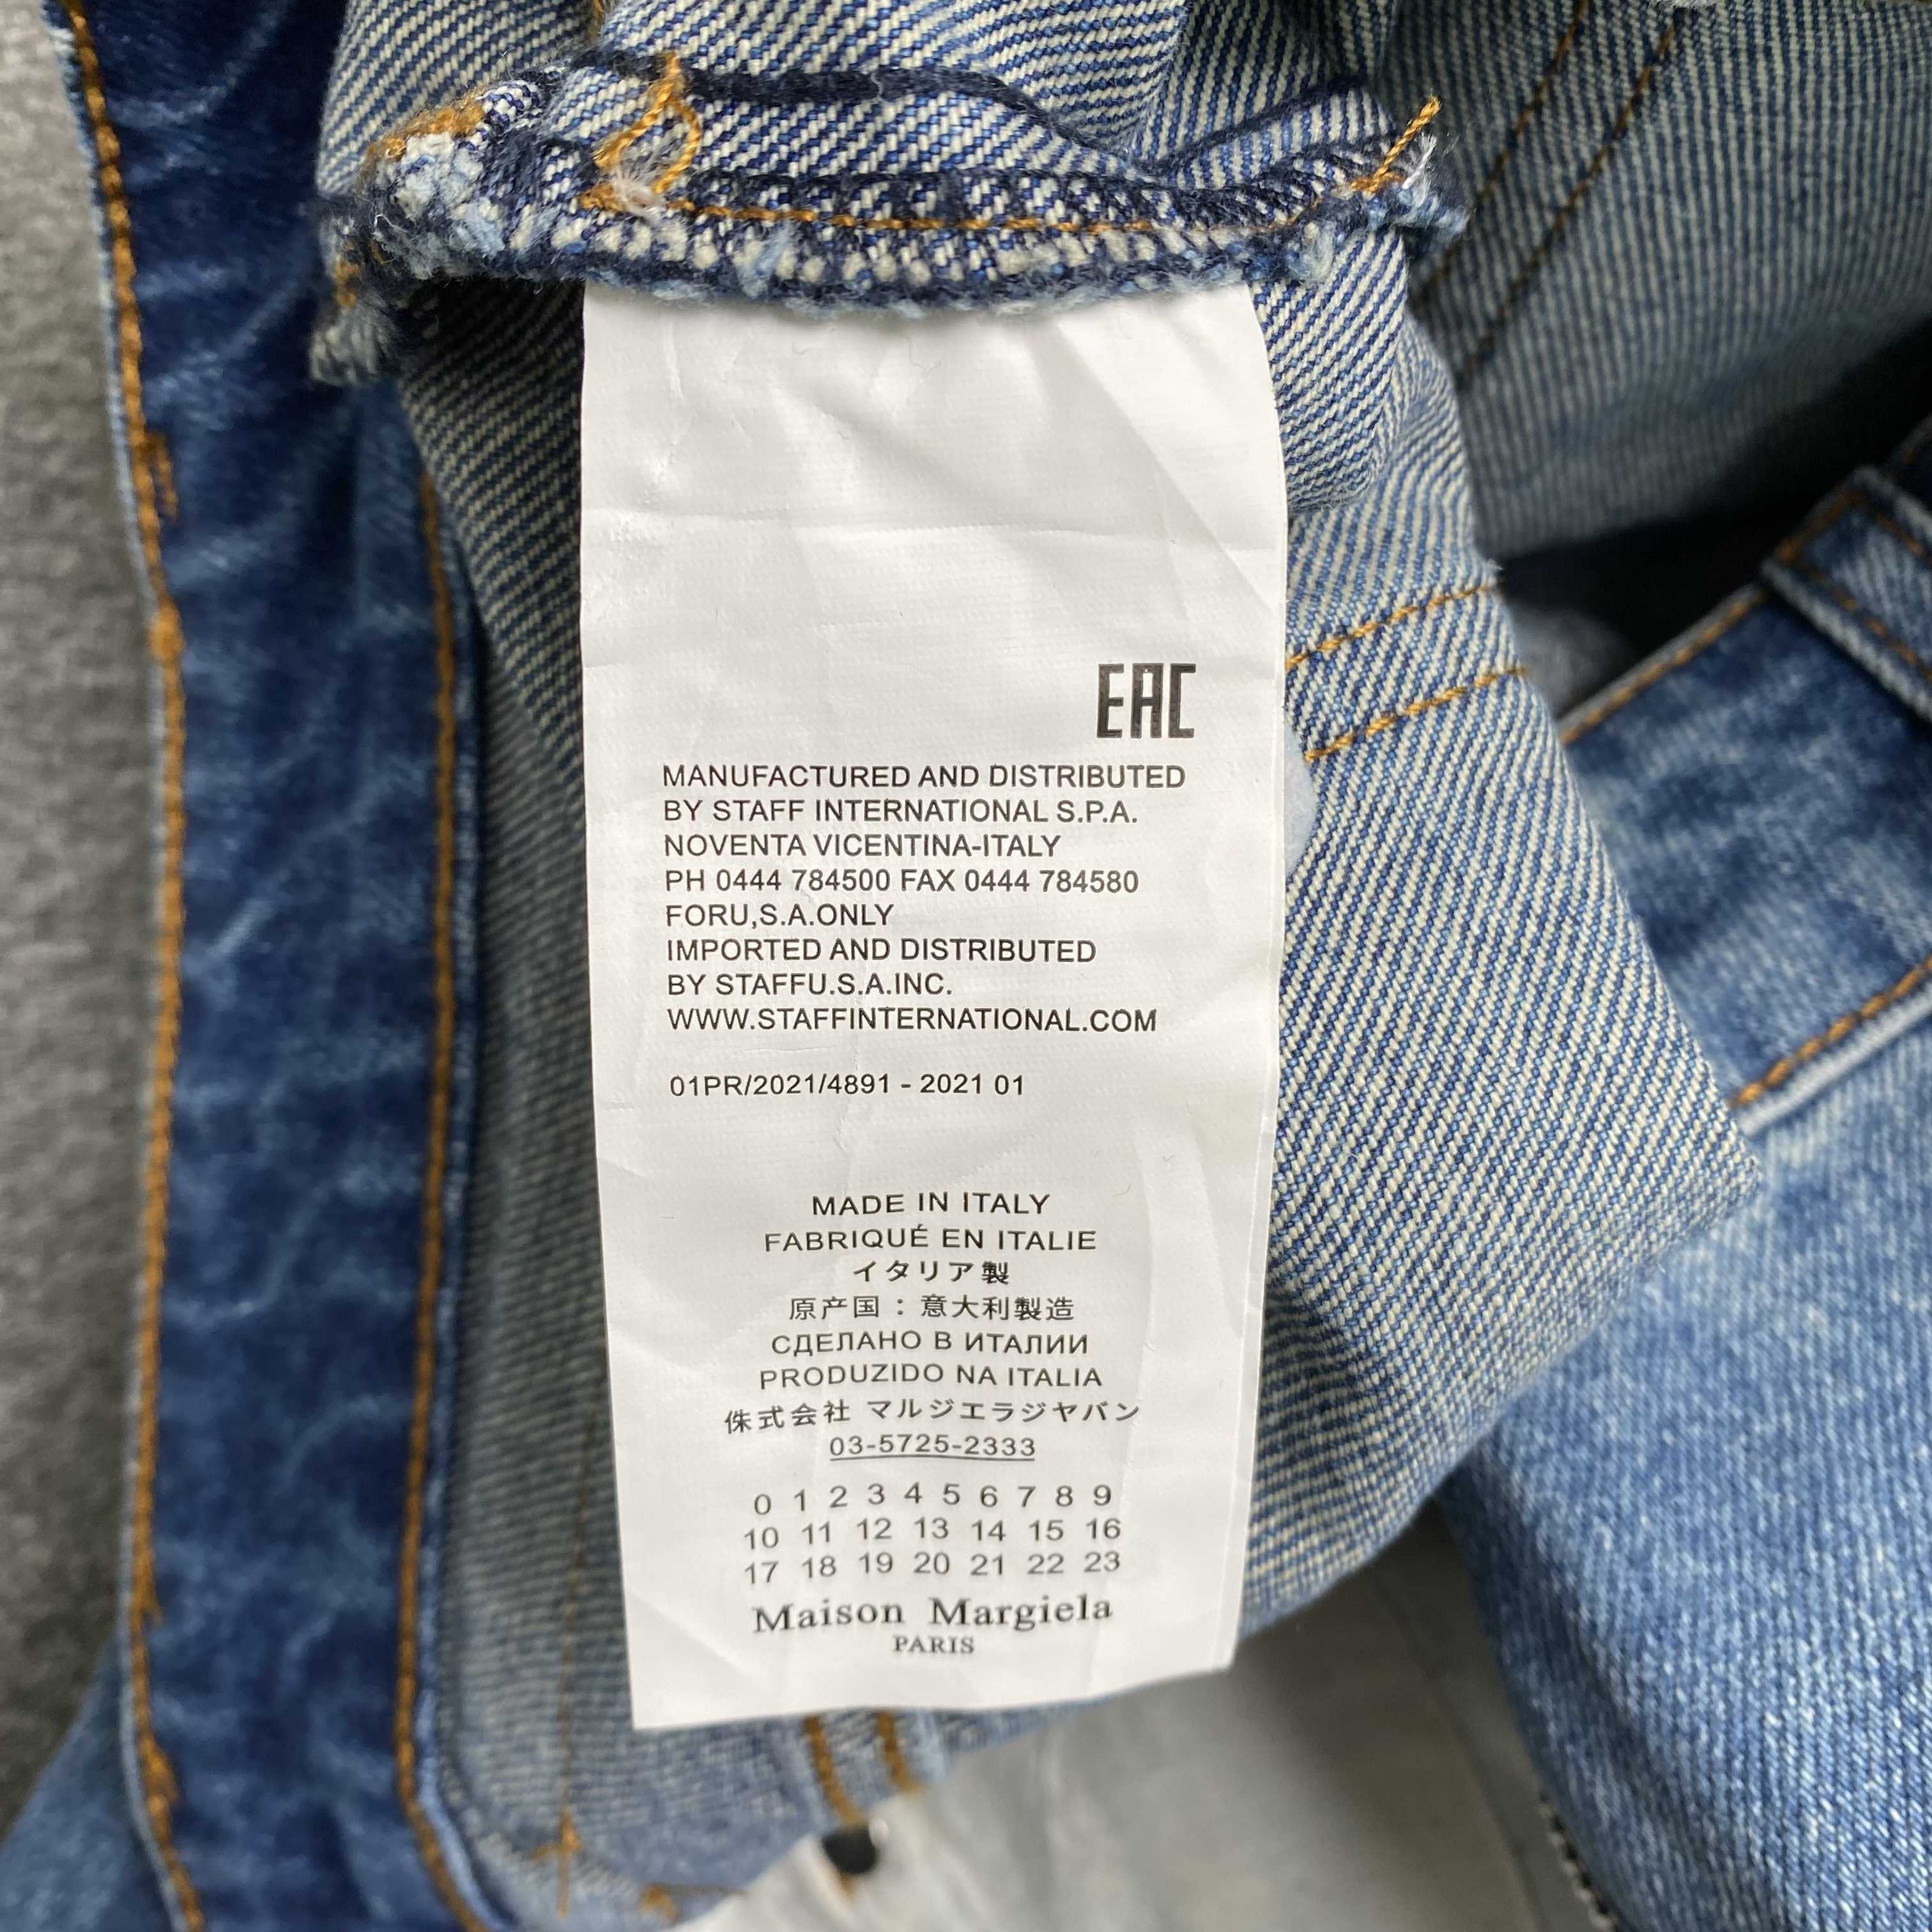 EAC
MANUFACTURED AND DISTRIBUTED
BY STAFF INTERNATIONAL S.P.A.
NOVENTA VICENTINA-ITALY
PH 0444 784500 FAX 0444 784580
FORU,S.A.ONLY
IMPORTED AND DISTRIBUTED
BY STAFFU.S.A.INC.
WWW.STAFFINTERNATIONAL.COM
01PR/2021/4891 - 2021 01
MADE IN ITALY
FABRIQUÉ EN ITALIE
イタリア製
原产国：意大利製造
СДЕЛАНО В ИТАЛИИ
PRODUZIDO NA ITALIA
侏式会社 マルジエラジヤバン
03-5725-2333
0 1 2 3 4 5 6 7 8 9
10 11 12 13 14 15 16
17 18 19 20 21 22 23
Maison Margiela
PARIS